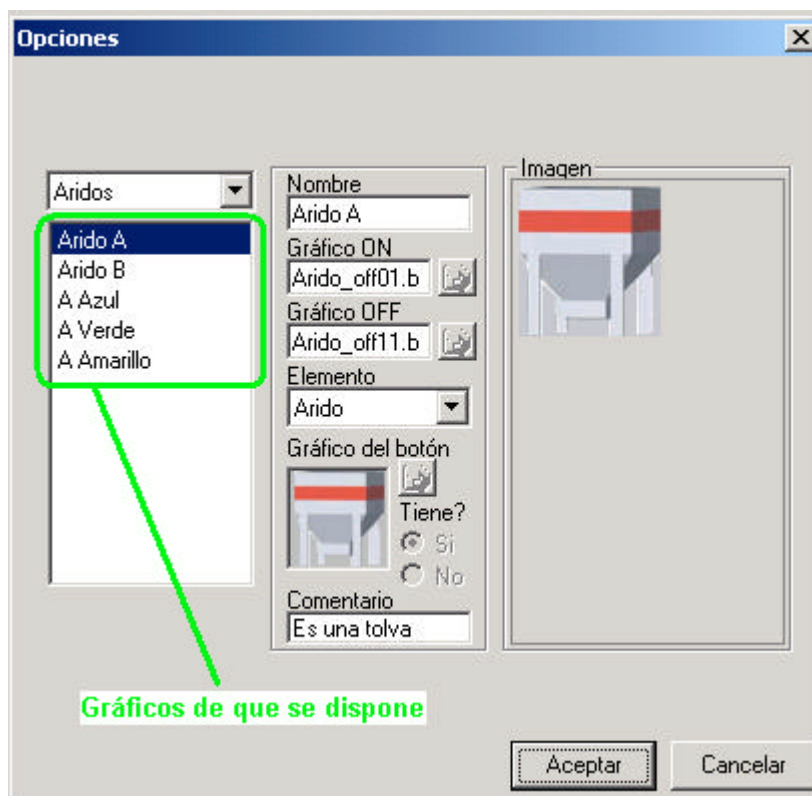 Opciones
Aridos
Arido A
Arido B
A Azul
A Verde
A Amarillo
Nombre
Arido A
Gráfico ON
Arido_off01.b
Gráfico OFF
Arido_off11.b
Elemento
Arido
Gráfico del botón
Tiene?
Si
No
Comentario
Es una tolva
Imagen
Gráficos de que se dispone
Aceptar
Cancelar